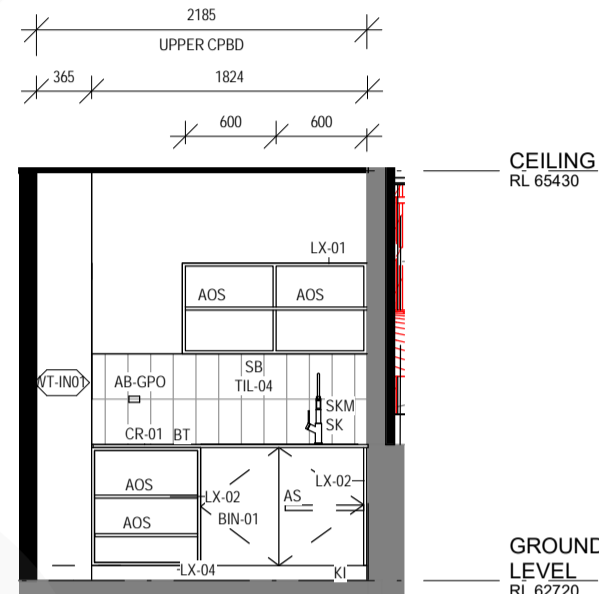 2185
UPPER CPBD
365 1824
600 600
CEILING
RL 65430
LX-01
AOS AOS
SB
TIL-04
WT-IN01 AB-GPO
SKM
SK
CR-01 BT
AOS
LX-02 LX-02
AS
BIN-01
AOS
LX-04 KI
GROUND
LEVEL
RL 62720